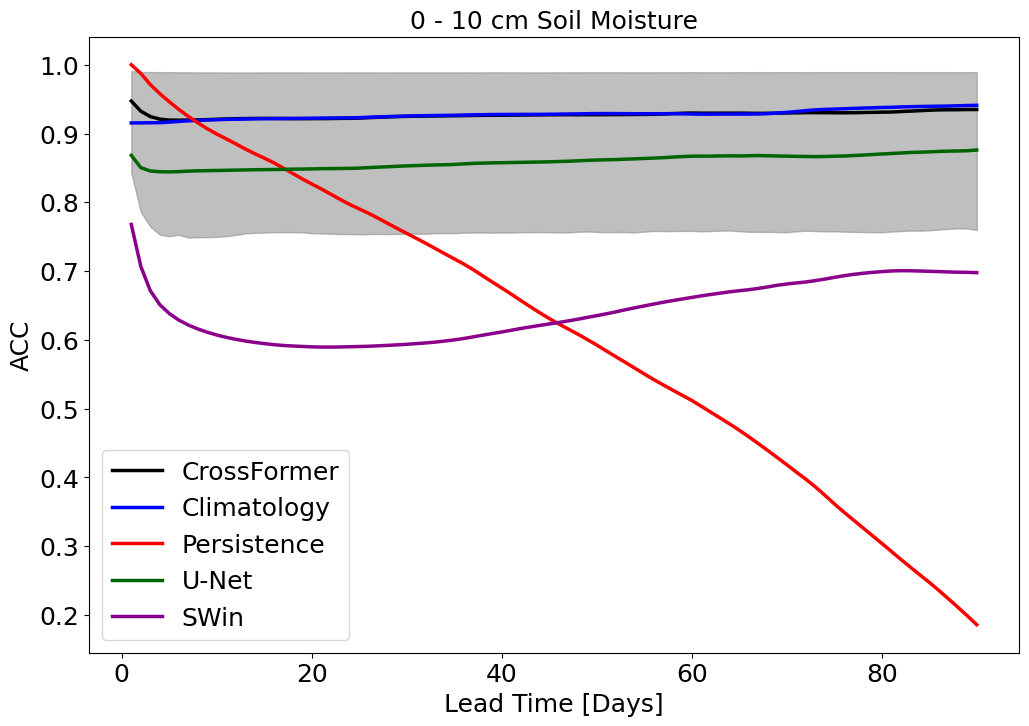 0 - 10 cm Soil Moisture
ACC
1.0
0.9
0.8
0.7
0.6
0.5
0.4
0.3
0.2
CrossFormer
Climatology
Persistence
U-Net
SWin
0 20 40 60 80
Lead Time [Days]